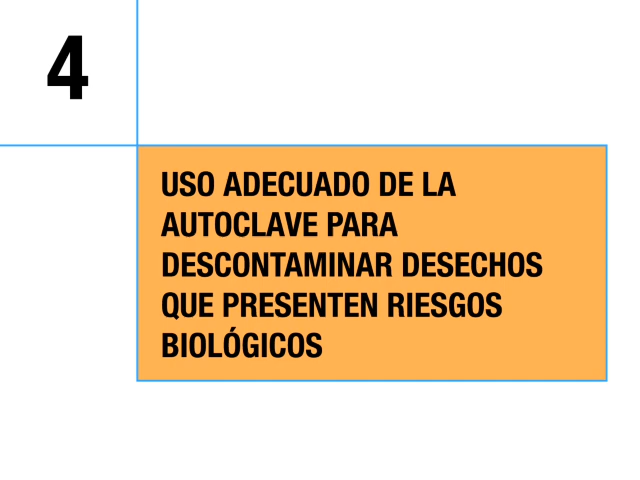 4
USO ADECUADO DE LA
AUTOCLAVE PARA
DESCONTAMINAR DESECHOS
QUE PRESENTEN RIESGOS
BIOLÓGICOS